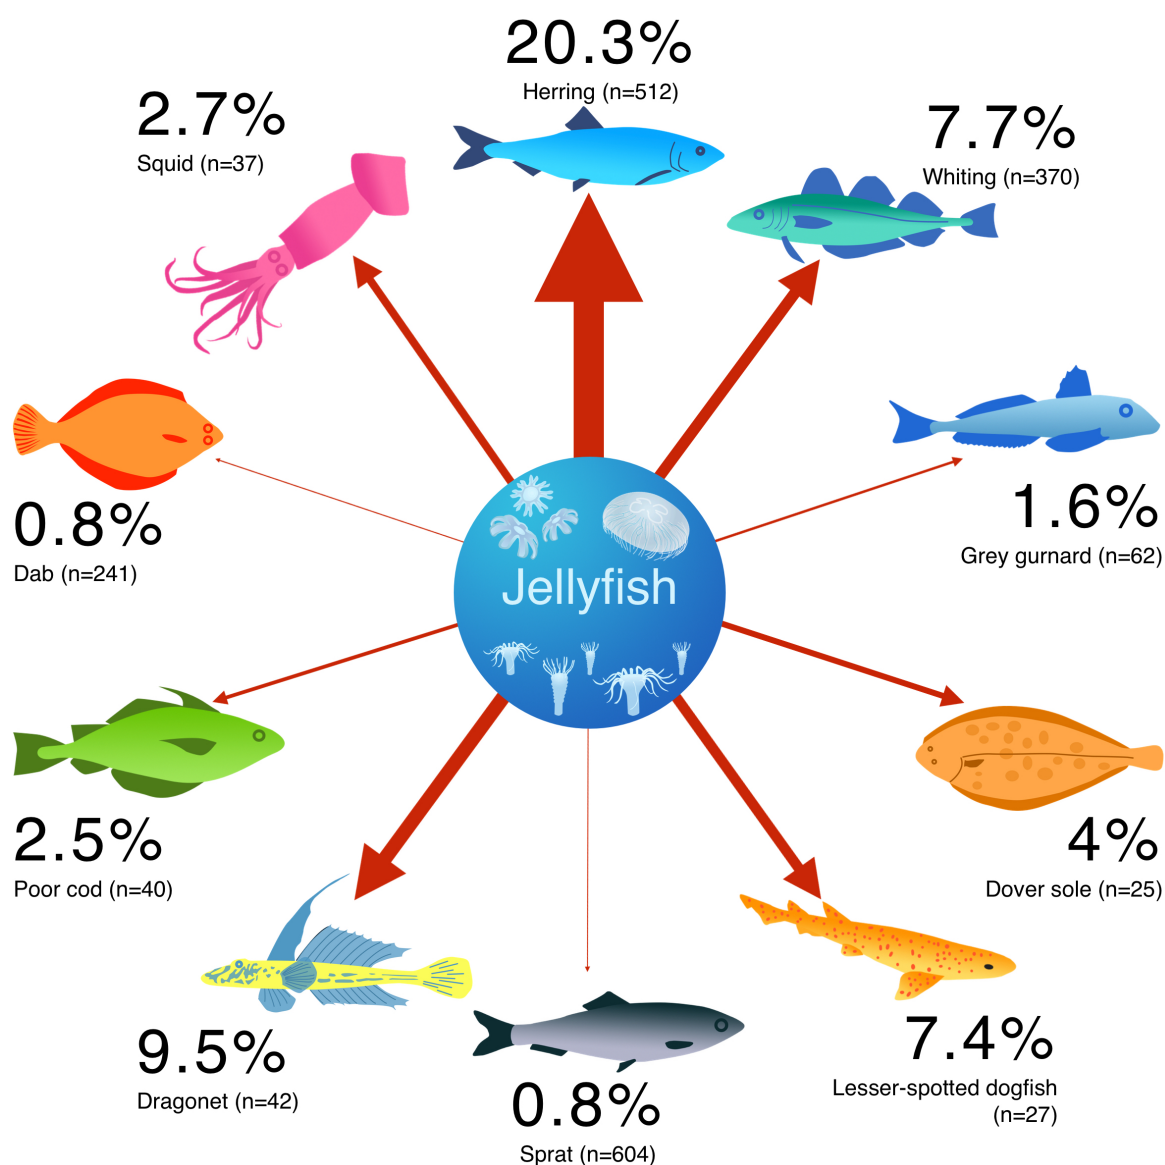 20.3%
Herring (n=512)
2.7%
Squid (n=37)
7.7%
Whiting (n=370)
0.8%
Dab (n=241)
1.6%
Grey gurnard (n=62)
Jellyfish
2.5%
Poor cod (n=40)
4%
Dover sole (n=25)
9.5%
Dragonet (n=42)
0.8%
Sprat (n=604)
7.4%
Lesser-spotted dogfish
(n=27)